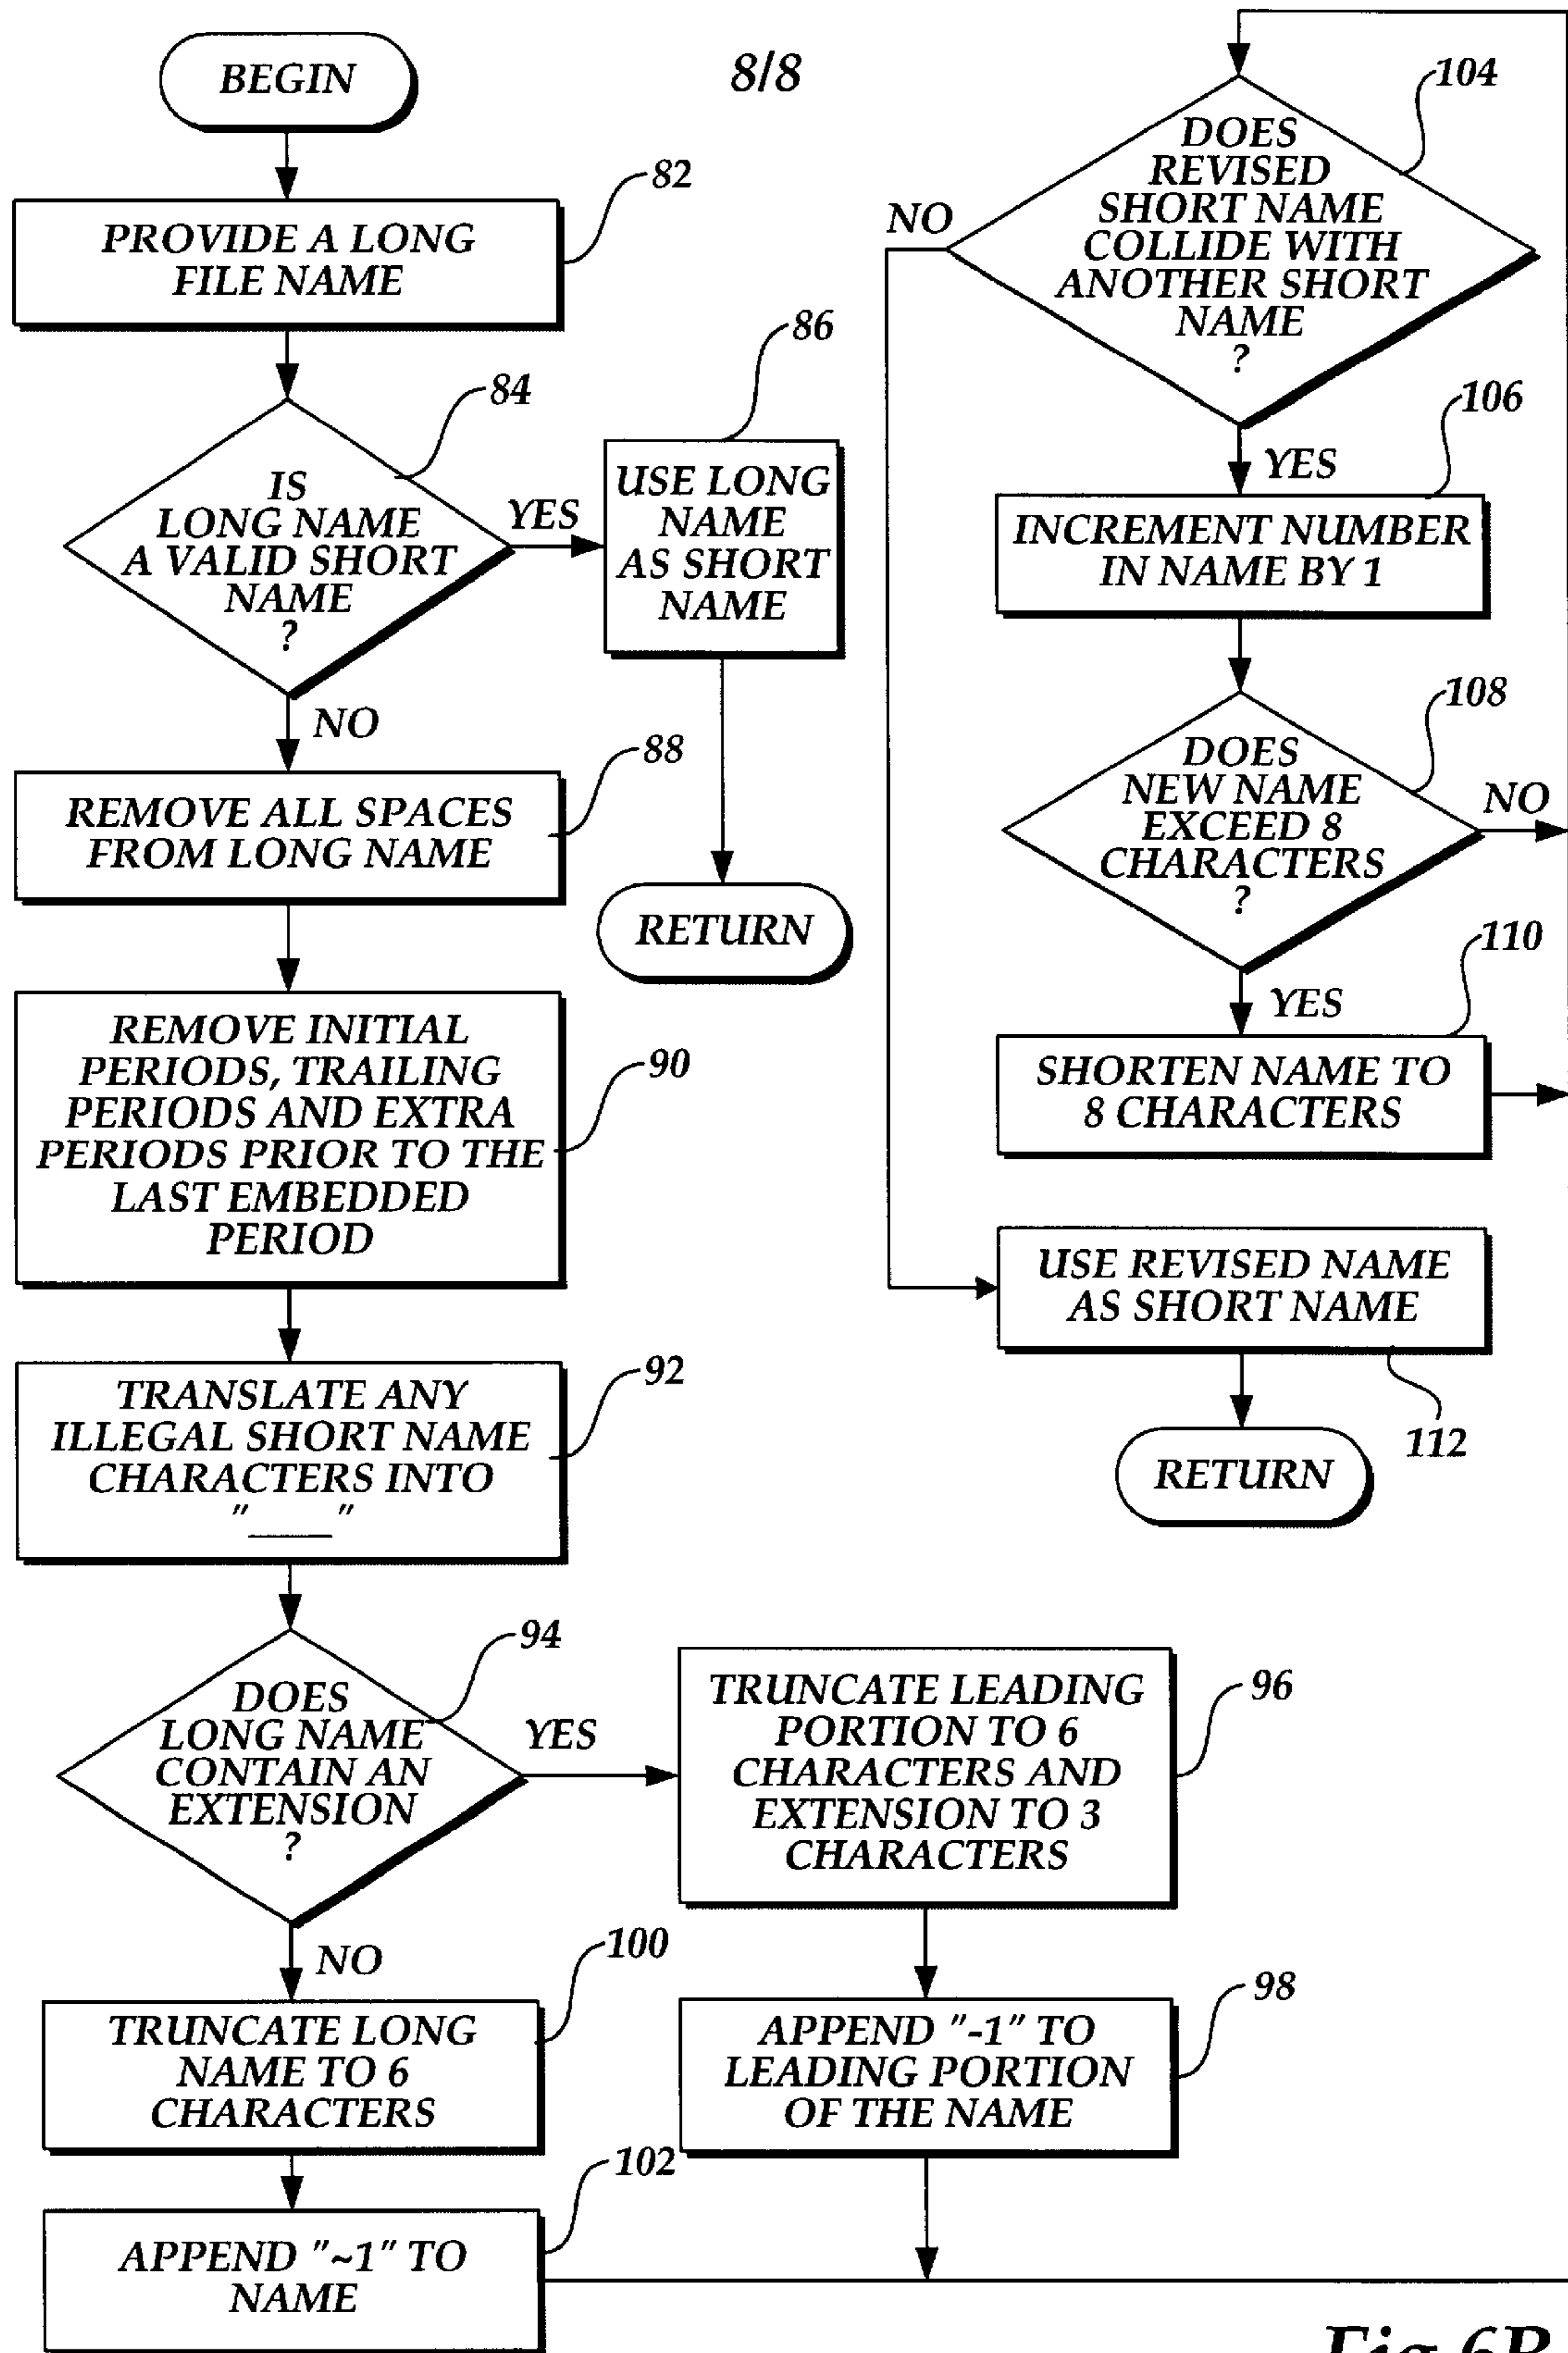 8/8
BEGIN
82
PROVIDE A LONG
FILE NAME
84
IS
LONG NAME
A VALID SHORT
NAME
?
YES
86
USE LONG
NAME
AS SHORT
NAME
RETURN
NO
88
REMOVE ALL SPACES
FROM LONG NAME
90
REMOVE INITIAL
PERIODS, TRAILING
PERIODS AND EXTRA
PERIODS PRIOR TO THE
LAST EMBEDDED
PERIOD
92
TRANSLATE ANY
ILLEGAL SHORT NAME
CHARACTERS INTO
"_____"
94
DOES
LONG NAME
CONTAIN AN
EXTENSION
?
YES
96
TRUNCATE LEADING
PORTION TO 6
CHARACTERS AND
EXTENSION TO 3
CHARACTERS
98
APPEND "-1" TO
LEADING PORTION
OF THE NAME
NO
100
TRUNCATE LONG
NAME TO 6
CHARACTERS
102
APPEND "~1" TO
NAME
104
DOES
REVISED
SHORT NAME
COLLIDE WITH
ANOTHER SHORT
NAME
?
NO
YES
106
INCREMENT NUMBER
IN NAME BY 1
108
DOES
NEW NAME
EXCEED 8
CHARACTERS
?
NO
YES
110
SHORTEN NAME TO
8 CHARACTERS
USE REVISED NAME
AS SHORT NAME
112
RETURN
Fig.6B